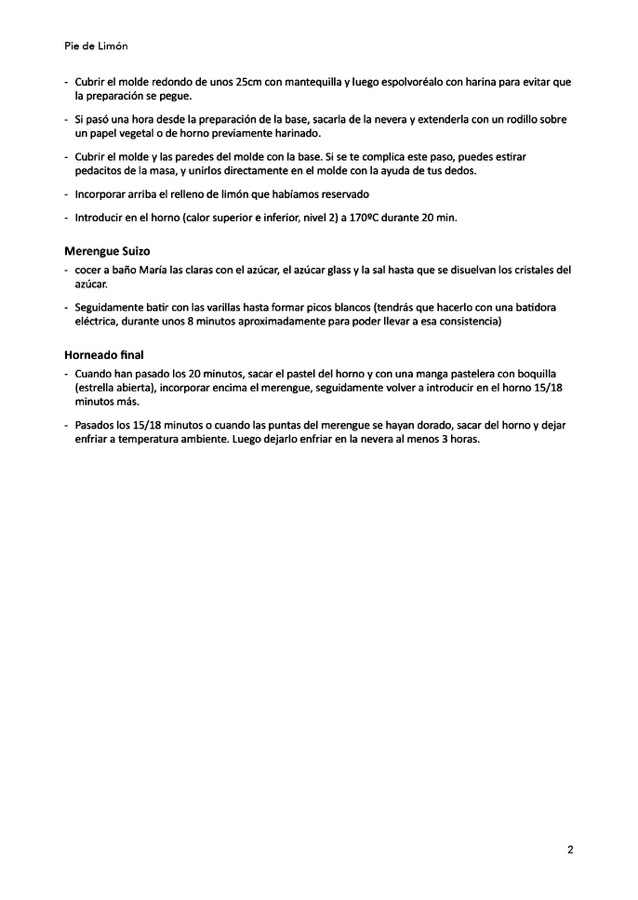 Pie de Limón
- Cubrir el molde redondo de unos 25cm con mantequilla y luego espolvoréalo con harina para evitar que
la preparación se pegue.
- Si pasó una hora desde la preparación de la base, sacarla de la nevera y extenderla con un rodillo sobre
un papel vegetal o de horno previamente harinado.
- Cubrir el molde y las paredes del molde con la base. Si se te complica este paso, puedes estirar
pedacitos de la masa, y unirlos directamente en el molde con la ayuda de tus dedos.
- Incorporar arriba el relleno de limón que habíamos reservado
- Introducir en el horno (calor superior e inferior, nivel 2) a 170ºC durante 20 min.
Merengue Suizo
- cocer a baño María las claras con el azúcar, el azúcar glass y la sal hasta que se disuelvan los cristales del
azúcar.
- Seguidamente batir con las varillas hasta formar picos blancos (tendrás que hacerlo con una batidora
eléctrica, durante unos 8 minutos aproximadamente para poder llevar a esa consistencia)
Horneado final
- Cuando han pasado los 20 minutos, sacar el pastel del horno y con una manga pastelera con boquilla
(estrella abierta), incorporar encima el merengue, seguidamente volver a introducir en el horno 15/18
minutos más.
- Pasados los 15/18 minutos o cuando las puntas del merengue se hayan dorado, sacar del horno y dejar
enfriar a temperatura ambiente. Luego dejarlo enfriar en la nevera al menos 3 horas.
2